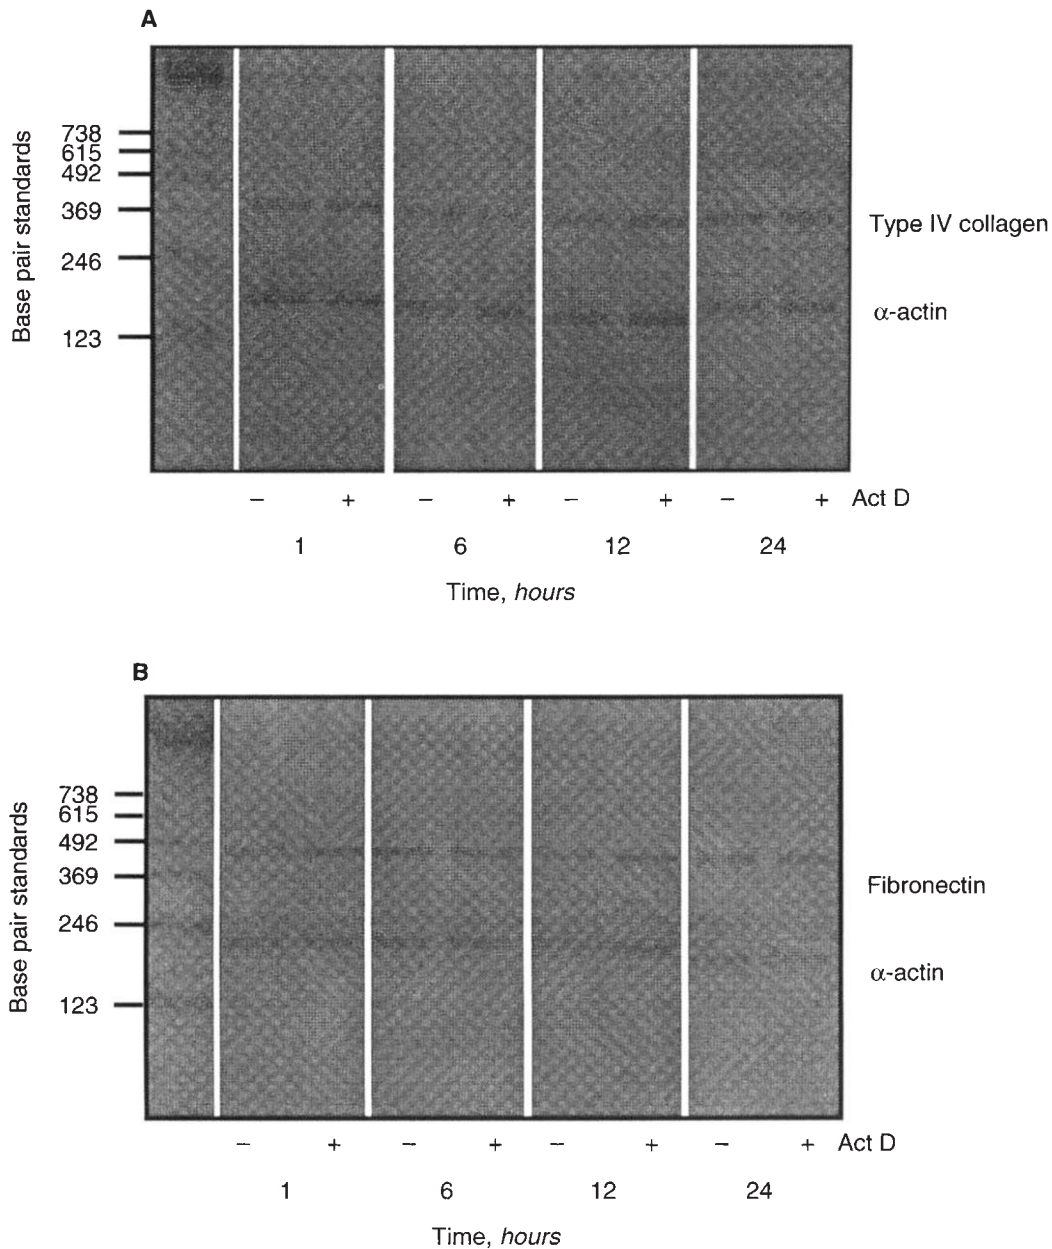 A
Base pair standards
738
615
492
369
246
123
Type IV collagen
α-actin
− + − + − + − + Act D
1 6 12 24
Time, hours
B
Base pair standards
738
615
492
369
246
123
Fibronectin
α-actin
− + − + − + − + Act D
1 6 12 24
Time, hours